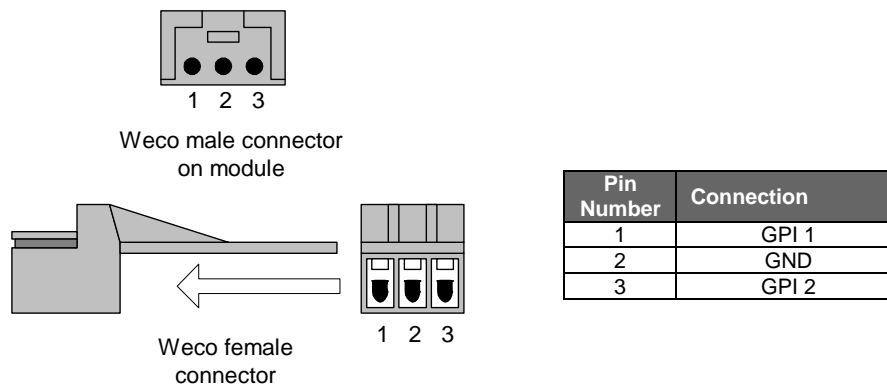 1 2 3
Weco male connector
on module
1 2 3
Weco female
connector
Pin
Number Connection
1 GPI 1
2 GND
3 GPI 2